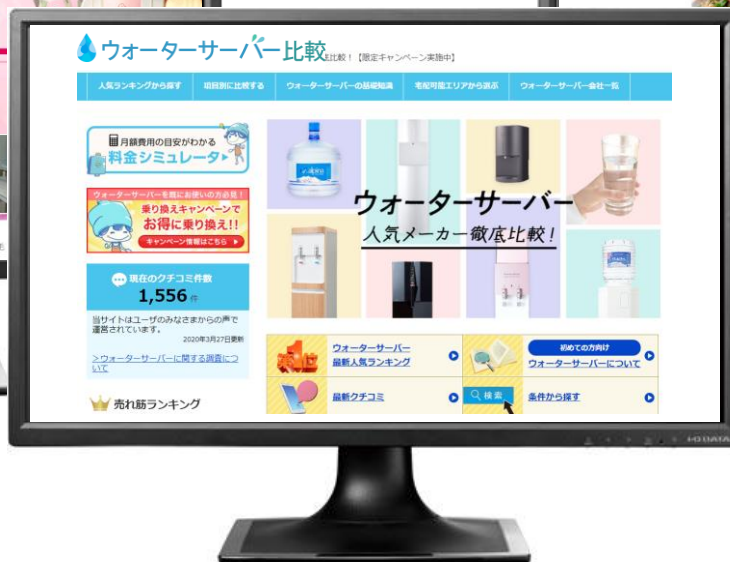 ウォーターサーバー比較
比較！【限定キャンペーン実施中】
人気ランキングから探す
項目別に比較する
ウォーターサーバーの基礎知識
宅配可能エリアから選ぶ
ウォーターサーバー会社一覧
月額費用の目安がわかる
料金シミュレータ
ウォーターサーバーを既にお使いの方必見！
乗り換えキャンペーンで
お得に乗り換え!!
キャンペーン情報はこちら
現在のクチコミ件数
1,556 件
当サイトはユーザのみなさまからの声で
運営されています。
2020年3月27日更新
>ウォーターサーバーに関する調査につ
いて
売れ筋ランキング
ウォーターサーバー
人気メーカー徹底比較！
第1位
ウォーターサーバー
最新人気ランキング
初めての方向け
ウォーターサーバーについて
最新クチコミ
検索
条件から探す
I-O DATA